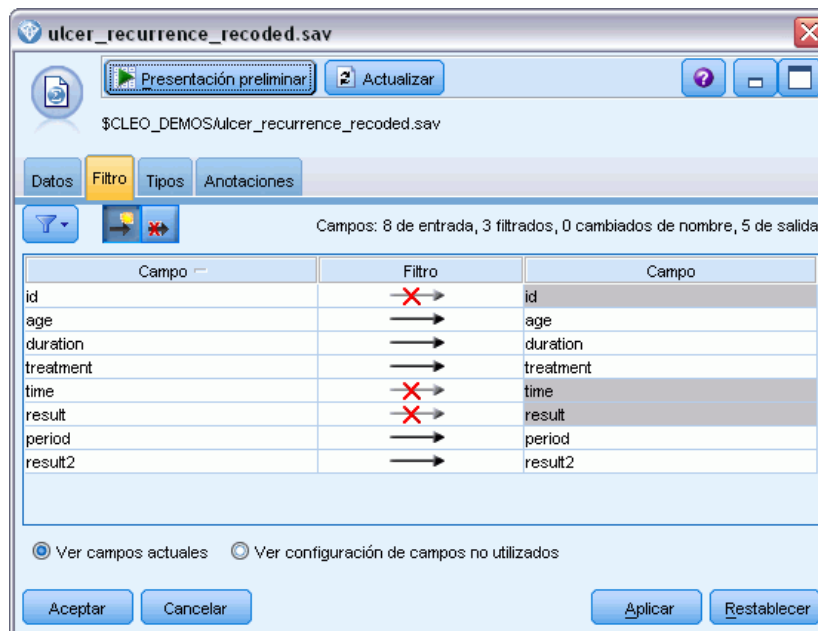 ulcer_recurrence_recoded.sav
Presentación preliminar Actualizar
$CLEO_DEMOS/ulcer_recurrence_recoded.sav
Datos Filtro Tipos Anotaciones
Campos: 8 de entrada, 3 filtrados, 0 cambiados de nombre, 5 de salida
Campo Filtro Campo
id id
age age
duration duration
treatment treatment
time time
result result
period period
result2 result2
Ver campos actuales Ver configuración de campos no utilizados
Aceptar Cancelar Aplicar Restablecer